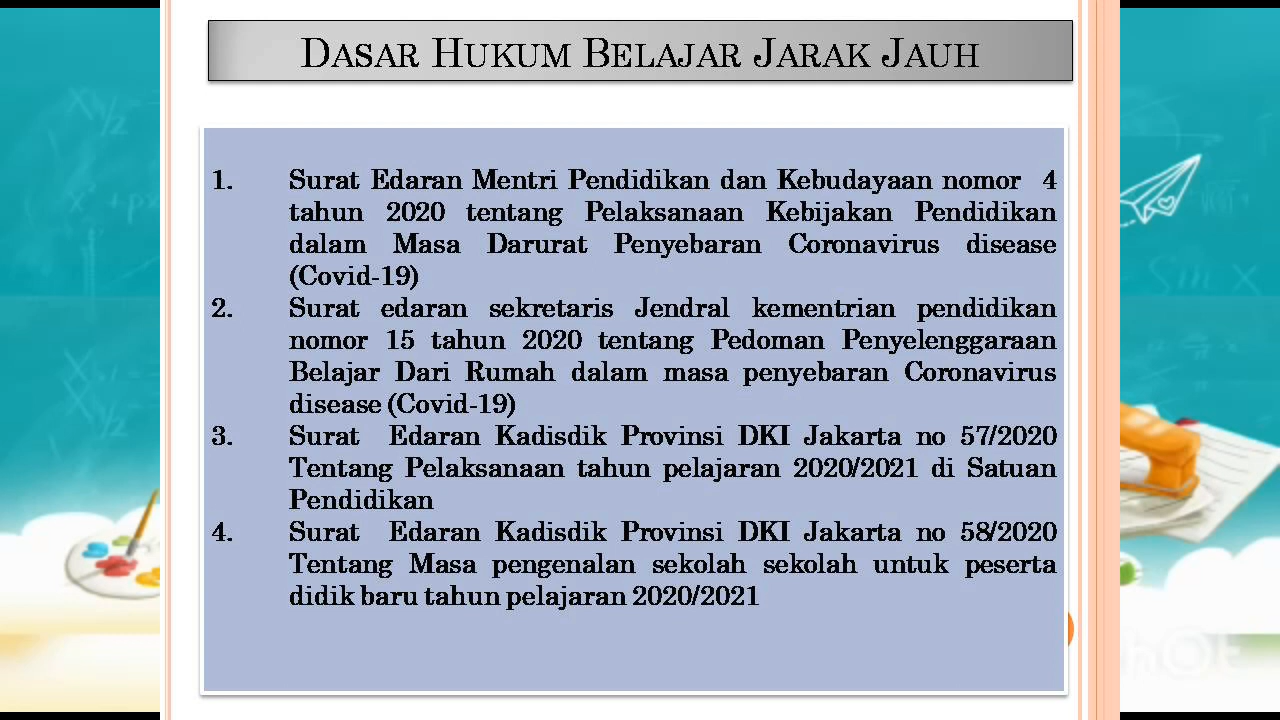 DASAR HUKUM BELAJAR JARAK JAUH
1. Surat Edaran Mentri Pendidikan dan Kebudayaan nomor 4
tahun 2020 tentang Pelaksanaan Kebijakan Pendidikan
dalam Masa Darurat Penyebaran Coronavirus disease
(Covid-19)
2. Surat edaran sekretaris Jendral kementrian pendidikan
nomor 15 tahun 2020 tentang Pedoman Penyelenggaraan
Belajar Dari Rumah dalam masa penyebaran Coronavirus
disease (Covid-19)
3. Surat Edaran Kadisdik Provinsi DKI Jakarta no 57/2020
Tentang Pelaksanaan tahun pelajaran 2020/2021 di Satuan
Pendidikan
4. Surat Edaran Kadisdik Provinsi DKI Jakarta no 58/2020
Tentang Masa pengenalan sekolah sekolah untuk peserta
didik baru tahun pelajaran 2020/2021